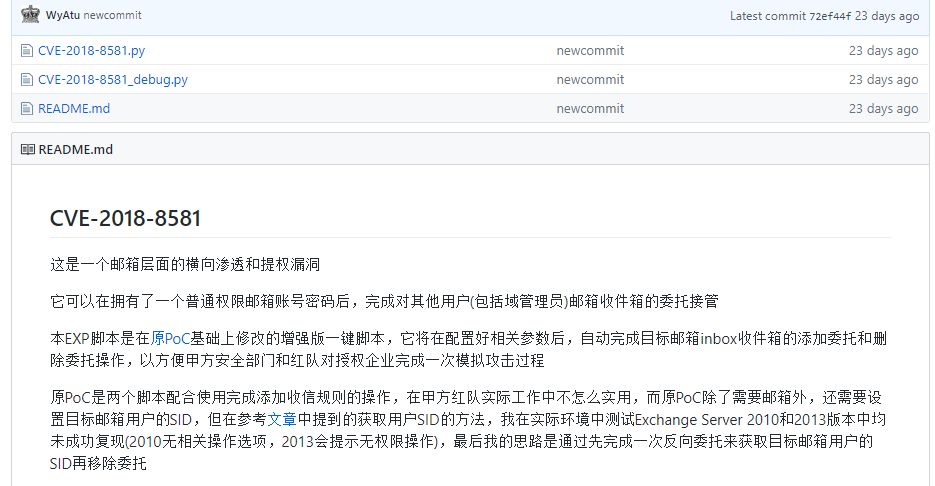 WyAtu newcommit Latest commit 72ef44f 23 days ago
CVE-2018-8581.py newcommit 23 days ago
CVE-2018-8581_debug.py newcommit 23 days ago
README.md newcommit 23 days ago
README.md
CVE-2018-8581
这是一个邮箱层面的横向渗透和提权漏洞
它可以在拥有了一个普通权限邮箱账号密码后，完成对其他用户(包括域管理员)邮箱收件箱的委托接管
本EXP脚本是在原PoC基础上修改的增强版一键脚本，它将在配置好相关参数后，自动完成目标邮箱inbox收件箱的添加委托和删
除委托操作，以方便甲方安全部门和红队对授权企业完成一次模拟攻击过程
原PoC是两个脚本配合使用完成添加收信规则的操作，在甲方红队实际工作中不怎么实用，而原PoC除了需要邮箱外，还需要设
置目标邮箱用户的SID，但在参考文章中提到的获取用户SID的方法，我在实际环境中测试Exchange Server 2010和2013版本中均
未成功复现(2010无相关操作选项，2013会提示无权限操作)，最后我的思路是通过先完成一次反向委托来获取目标邮箱用户的
SID再移除委托